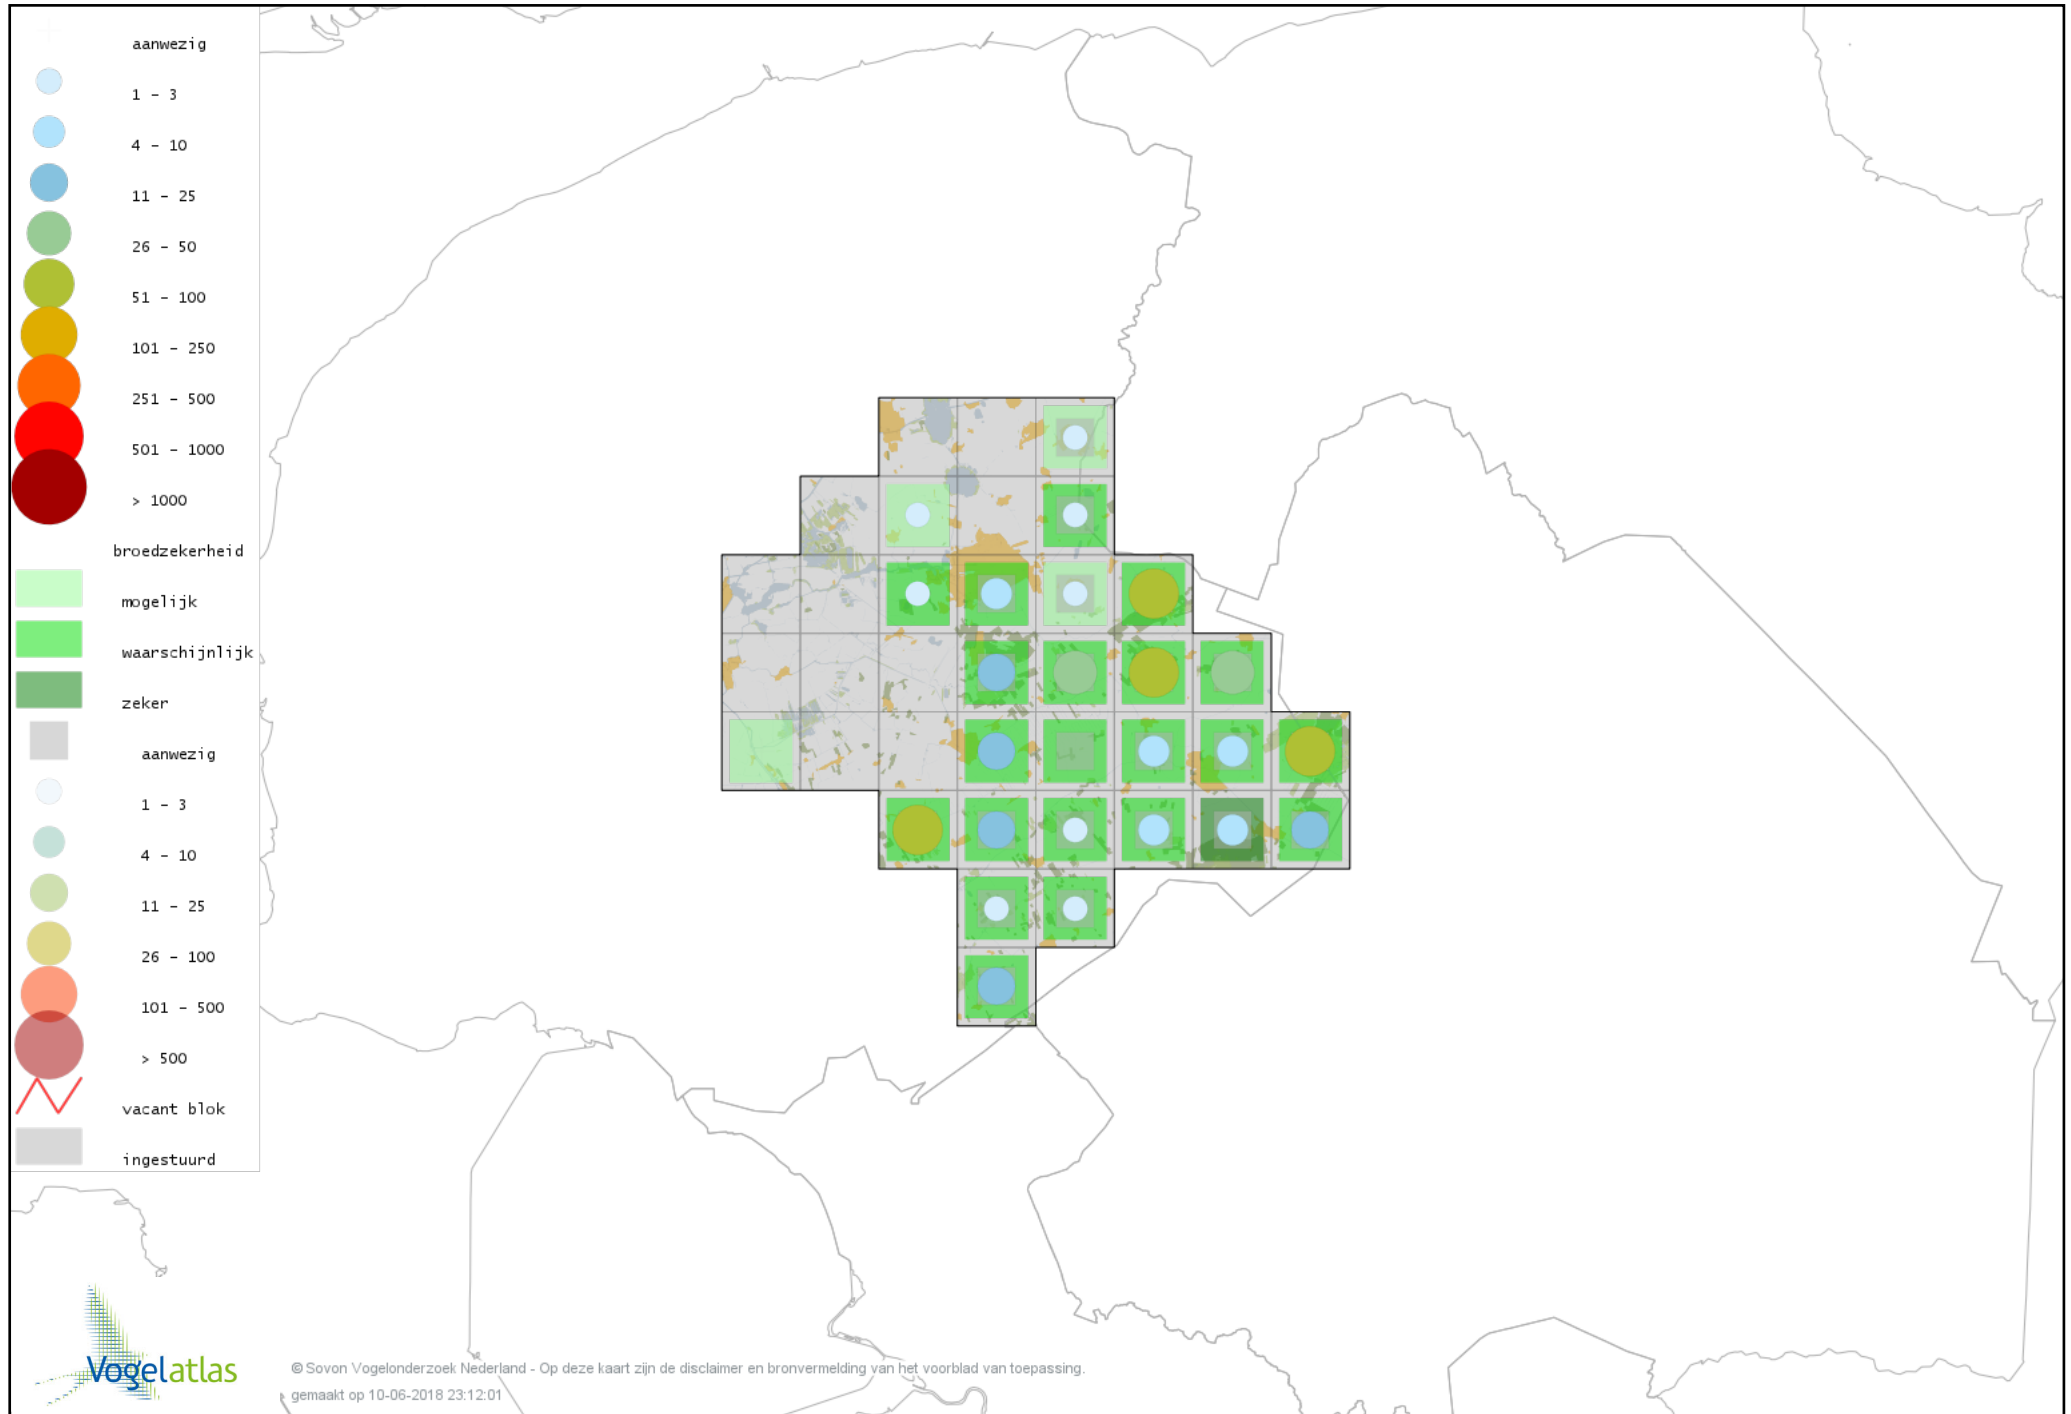 aanwezig
1 - 3
4 - 10
11 - 25
26 - 50
51 - 100
101 - 250
251 - 500
501 - 1000
> 1000
broedzekerheid
mogelijk
waarschijnlijk
zeker
aanwezig
1 - 3
4 - 10
11 - 25
26 - 100
101 - 500
> 500
vacant blok
ingestuurd
Vogelatlas
© Sovon Vogelonderzoek Nederland - Op deze kaart zijn de disclaimer en bronvermelding van het voorblad van toepassing.
gemaakt op 10-06-2018 23:12:01